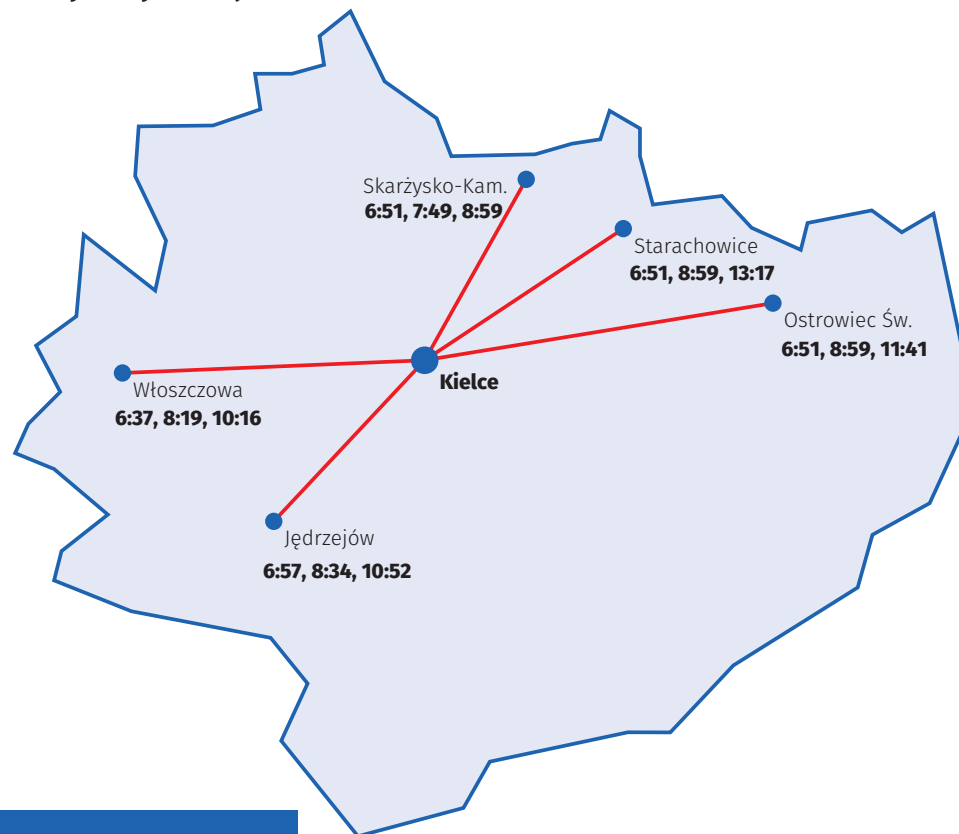 Skarżysko-Kam.
6:51, 7:49, 8:59
Starachowice
6:51, 8:59, 13:17
Ostrowiec Św.
6:51, 8:59, 11:41
Kielce
Włoszczowa
6:37, 8:19, 10:16
Jędrzejów
6:57, 8:34, 10:52